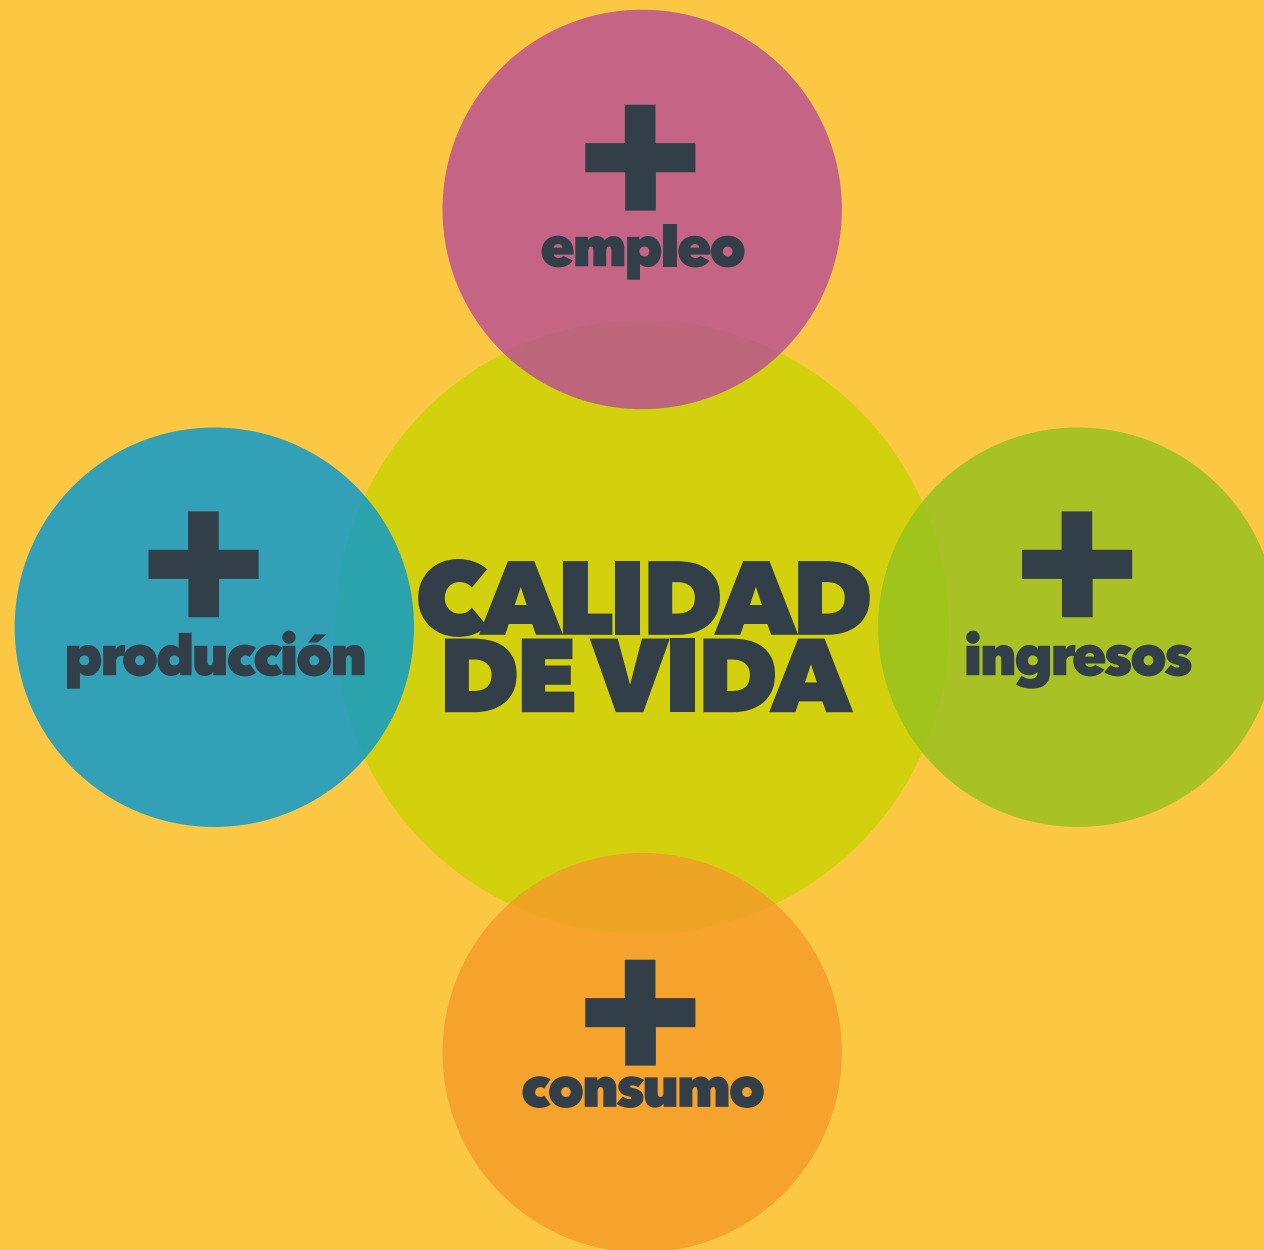 +
empleo
+
producción
CALIDAD
DE VIDA
+
ingresos
+
consumo